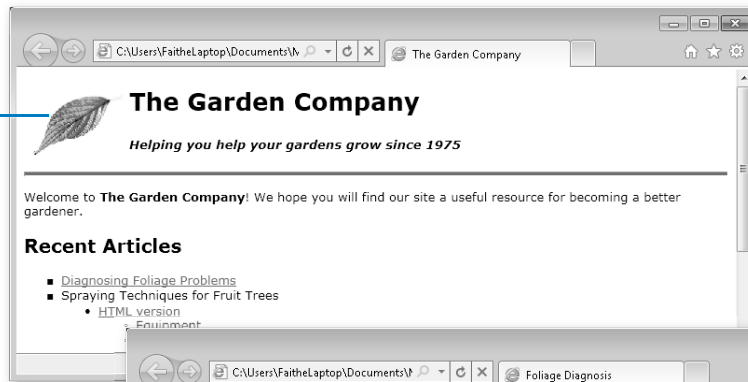 C:\Users\FaitheLaptop\Documents\
The Garden Company
The Garden Company
Helping you help your gardens grow since 1975
Welcome to The Garden Company! We hope you will find our site a useful resource for becoming a better
gardener.
Recent Articles
Diagnosing Foliage Problems
Spraying Techniques for Fruit Trees
HTML version
Equipment
C:\Users\FaitheLaptop\Documents\
Foliage Diagnosis